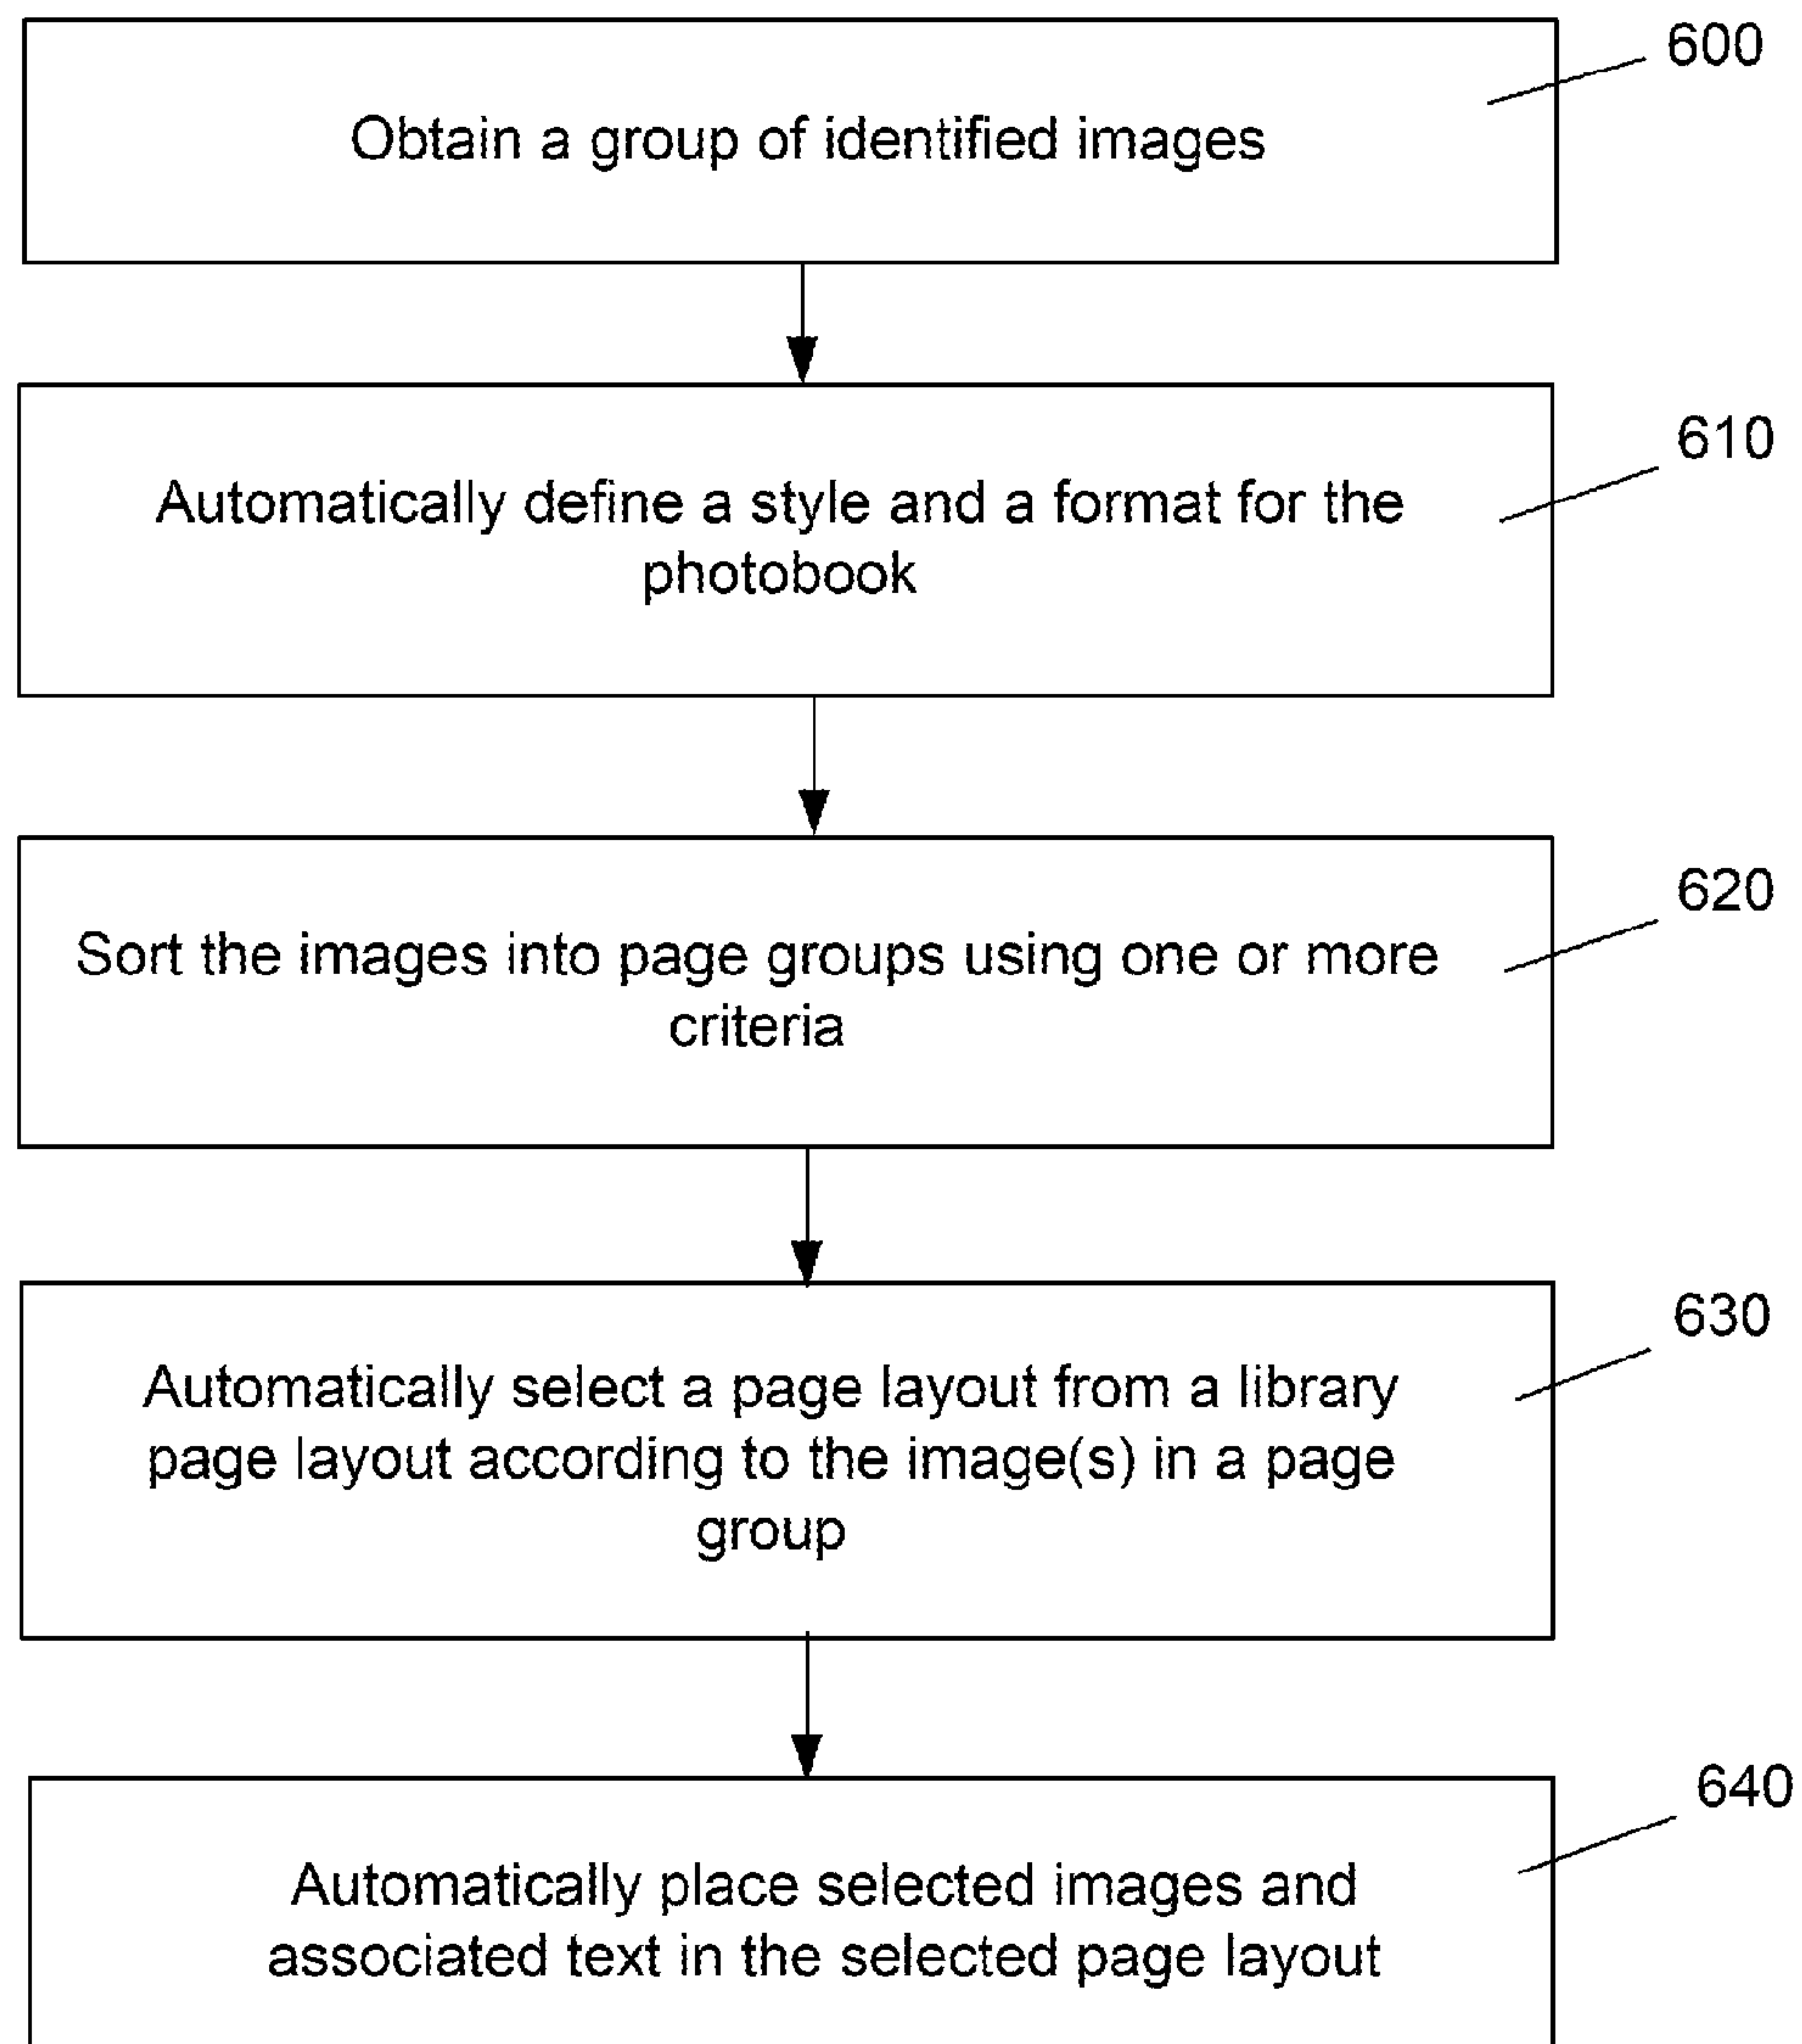 600
Obtain a group of identified images
610
Automatically define a style and a format for the
photobook
620
Sort the images into page groups using one or more
criteria
630
Automatically select a page layout from a library
page layout according to the image(s) in a page
group
640
Automatically place selected images and
associated text in the selected page layout